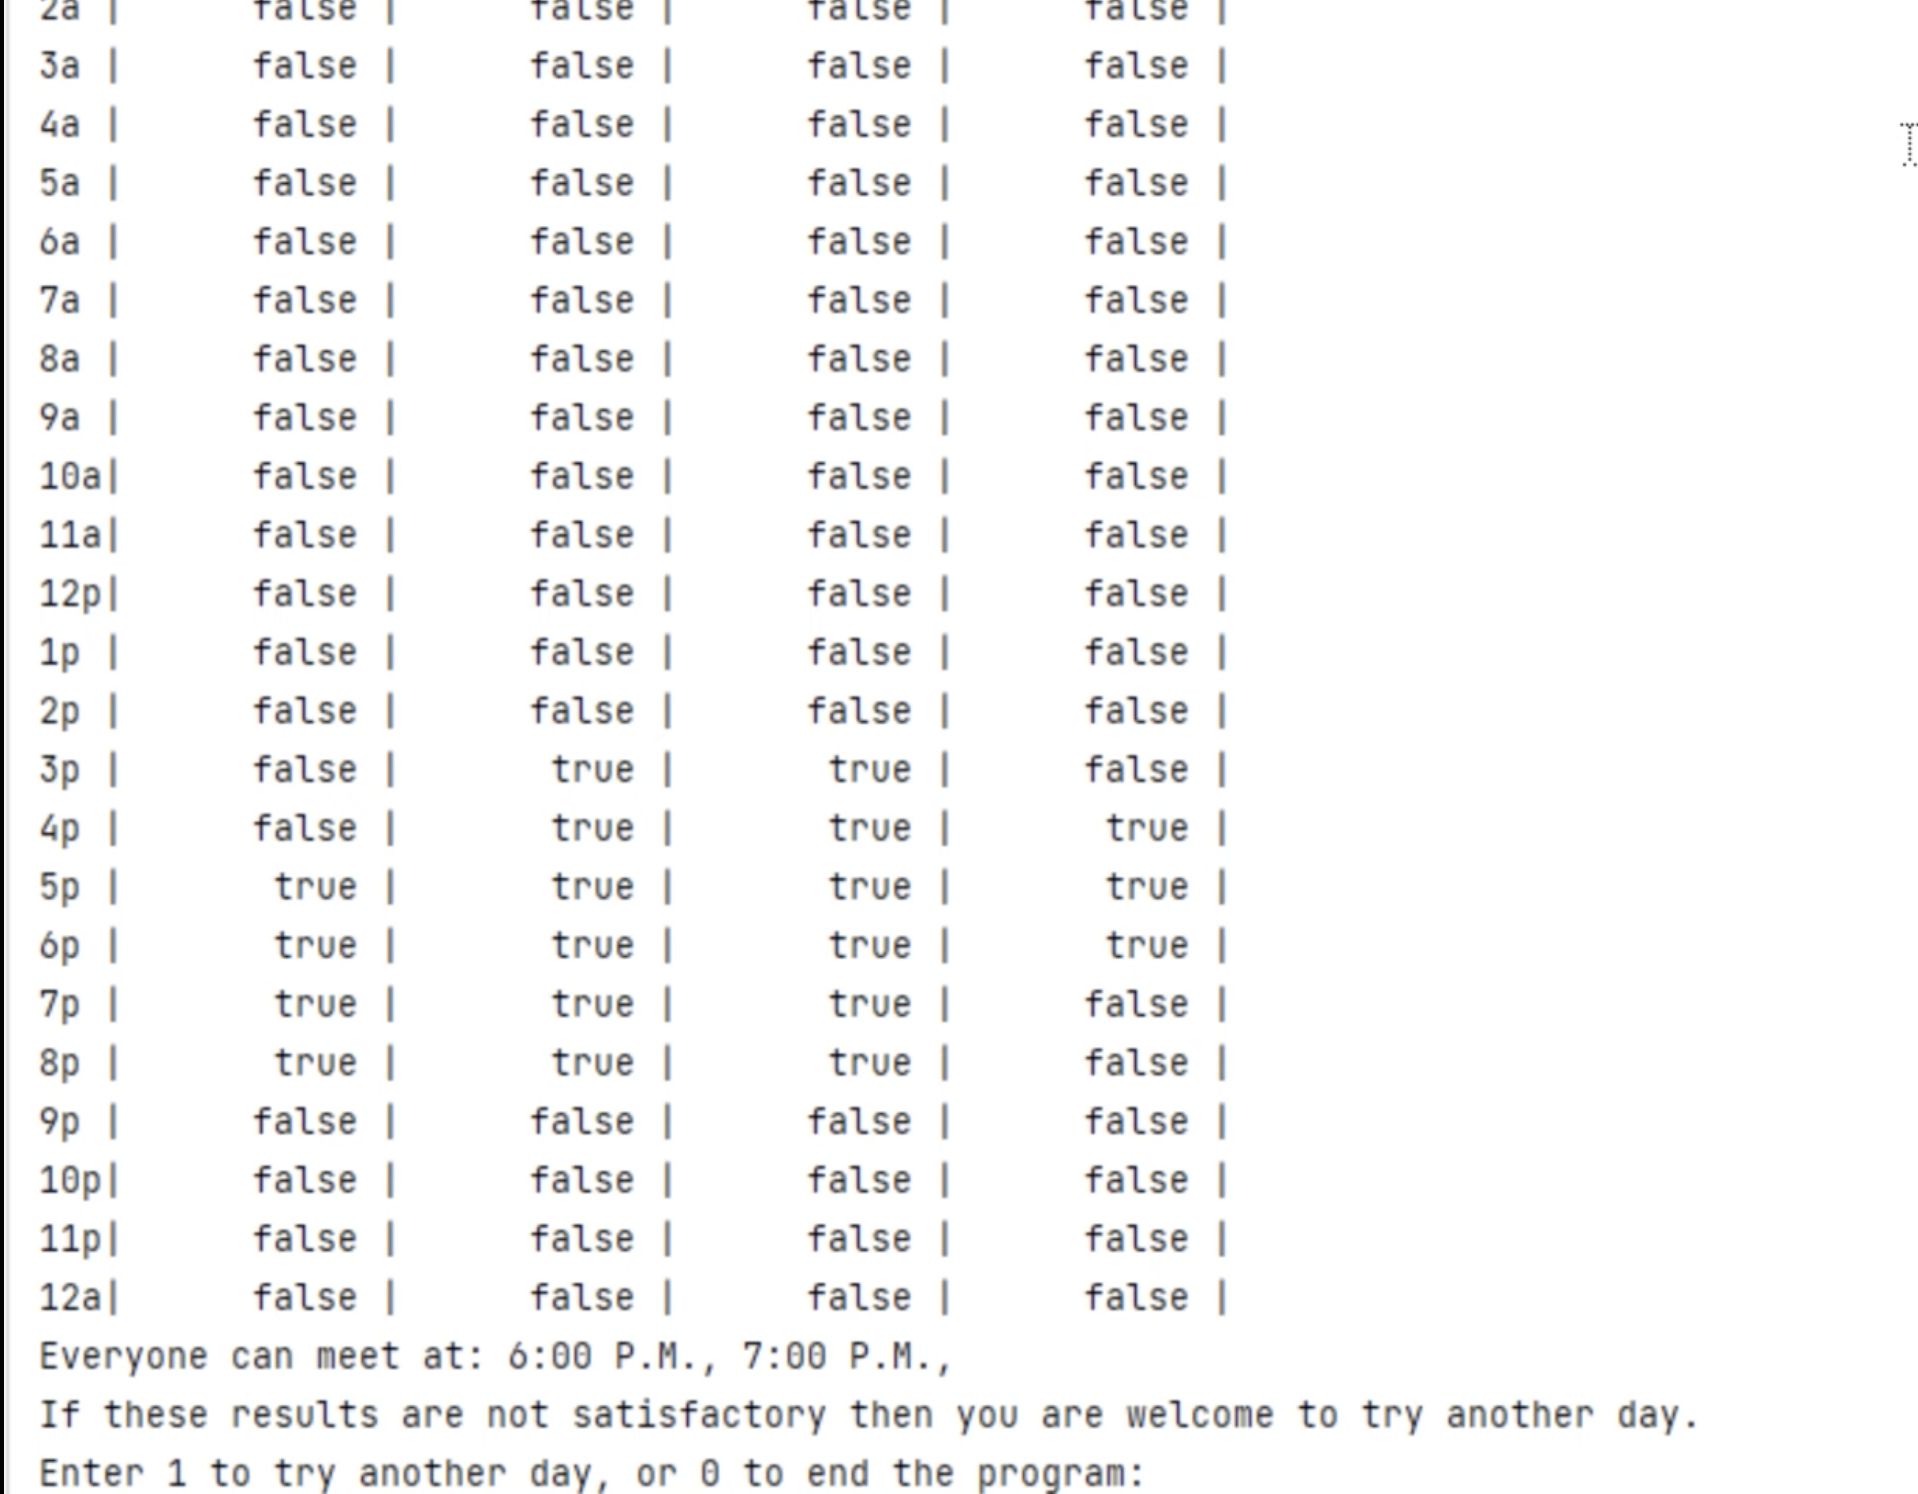 2a |      false |      false |      false |      false |
3a |      false |      false |      false |      false |
4a |      false |      false |      false |      false |
5a |      false |      false |      false |      false |
6a |      false |      false |      false |      false |
7a |      false |      false |      false |      false |
8a |      false |      false |      false |      false |
9a |      false |      false |      false |      false |
10a|      false |      false |      false |      false |
11a|      false |      false |      false |      false |
12p|      false |      false |      false |      false |
1p |      false |      false |      false |      false |
2p |      false |      false |      false |      false |
3p |      false |       true |       true |      false |
4p |      false |       true |       true |       true |
5p |       true |       true |       true |       true |
6p |       true |       true |       true |       true |
7p |       true |       true |       true |      false |
8p |       true |       true |       true |      false |
9p |      false |      false |      false |      false |
10p|      false |      false |      false |      false |
11p|      false |      false |      false |      false |
12a|      false |      false |      false |      false |
Everyone can meet at: 6:00 P.M., 7:00 P.M.,
If these results are not satisfactory then you are welcome to try another day.
Enter 1 to try another day, or 0 to end the program: